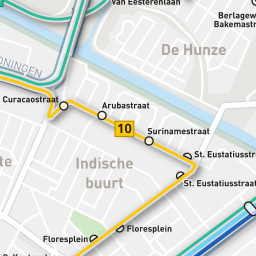 Van Eesterenlaan
Berlagew
Bakemastr
De Hunze
ONINGEN
Curacaostraat
Arubastraat
10
Surinamestraat
St. Eustatiusstr
St. Eustatiusstraat
Indische
buurt
te
Floresplein
Floresplein